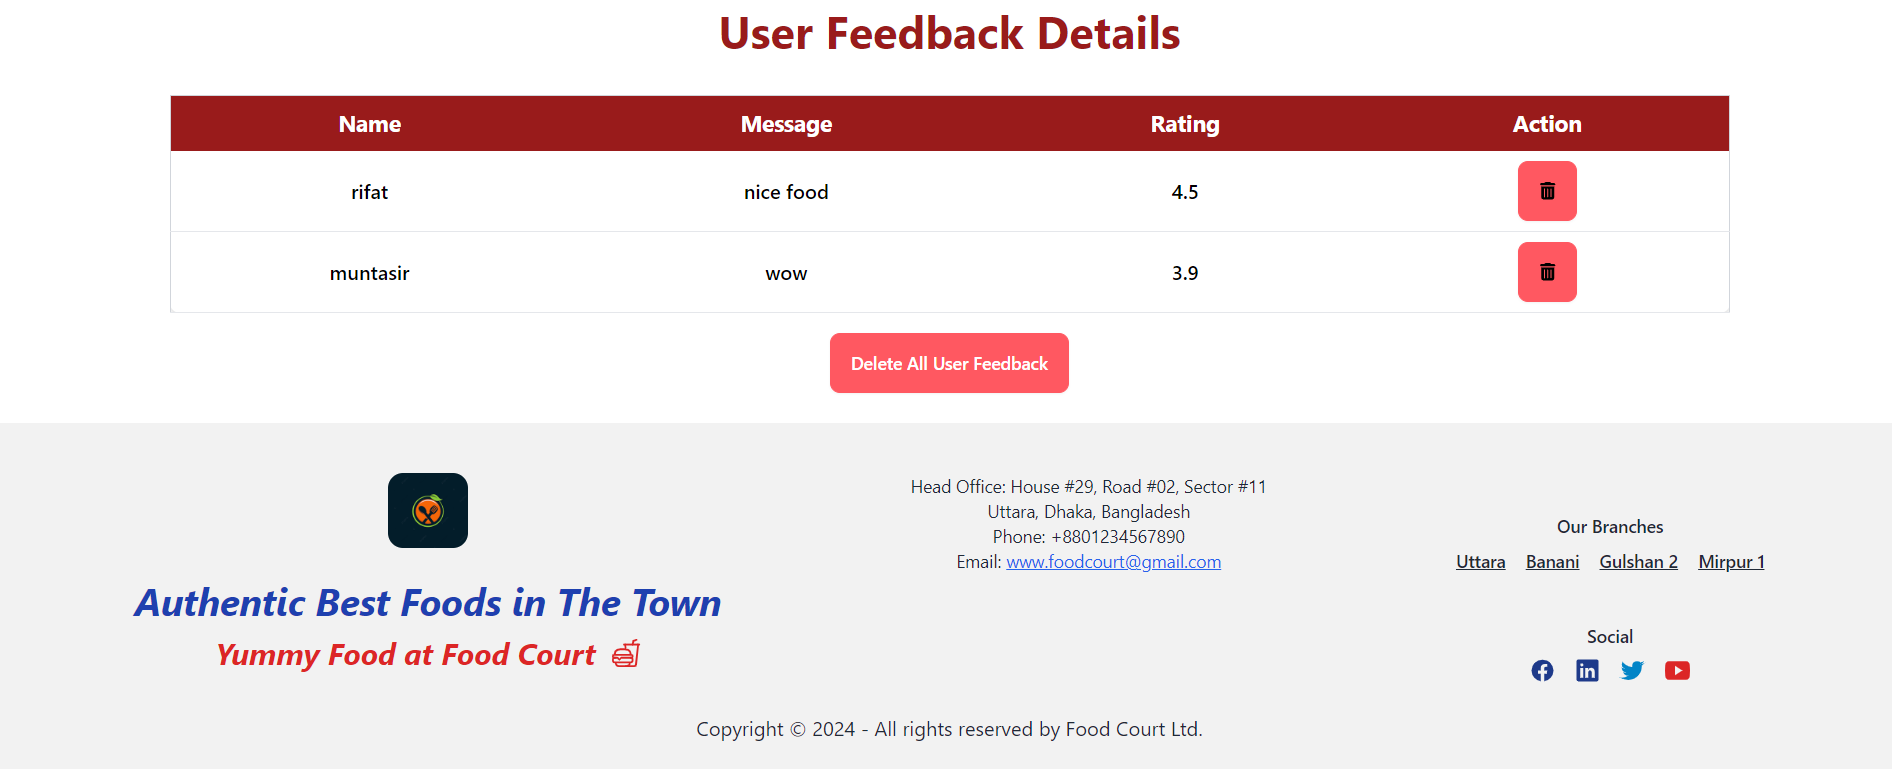 User Feedback Details
Name Message Rating Action
rifat nice food 4.5
muntasir wow 3.9
Delete All User Feedback
Authentic Best Foods in The Town
Yummy Food at Food Court
Head Office: House #29, Road #02, Sector #11
Uttara, Dhaka, Bangladesh
Phone: +8801234567890
Email: www.foodcourt@gmail.com
Our Branches
Uttara Banani Gulshan 2 Mirpur 1
Social
Copyright © 2024 - All rights reserved by Food Court Ltd.